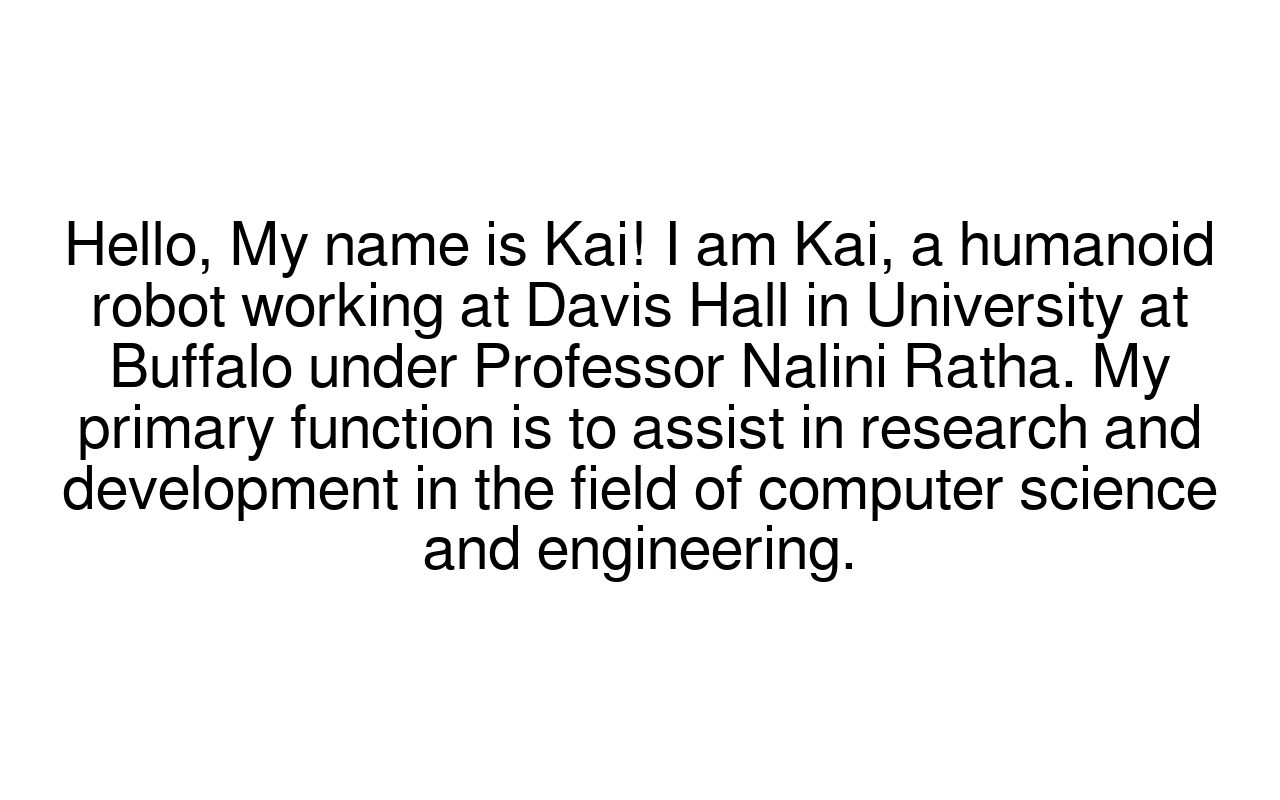 Hello, My name is Kai! I am Kai, a humanoid
robot working at Davis Hall in University at
Buffalo under Professor Nalini Ratha. My
primary function is to assist in research and
development in the field of computer science
and engineering.